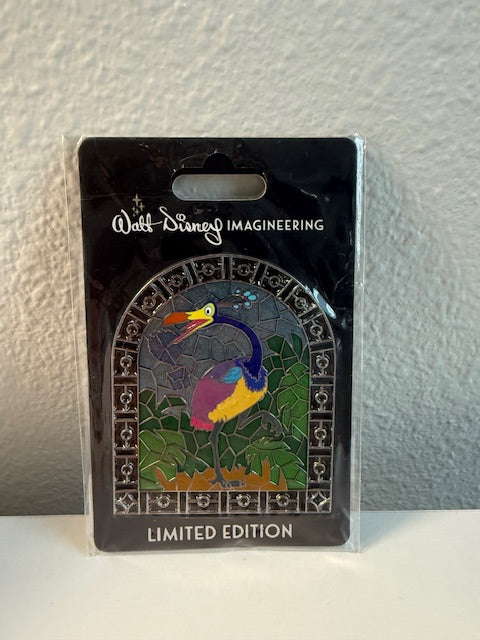 Walt Disney IMAGINEERING
LIMITED EDITION